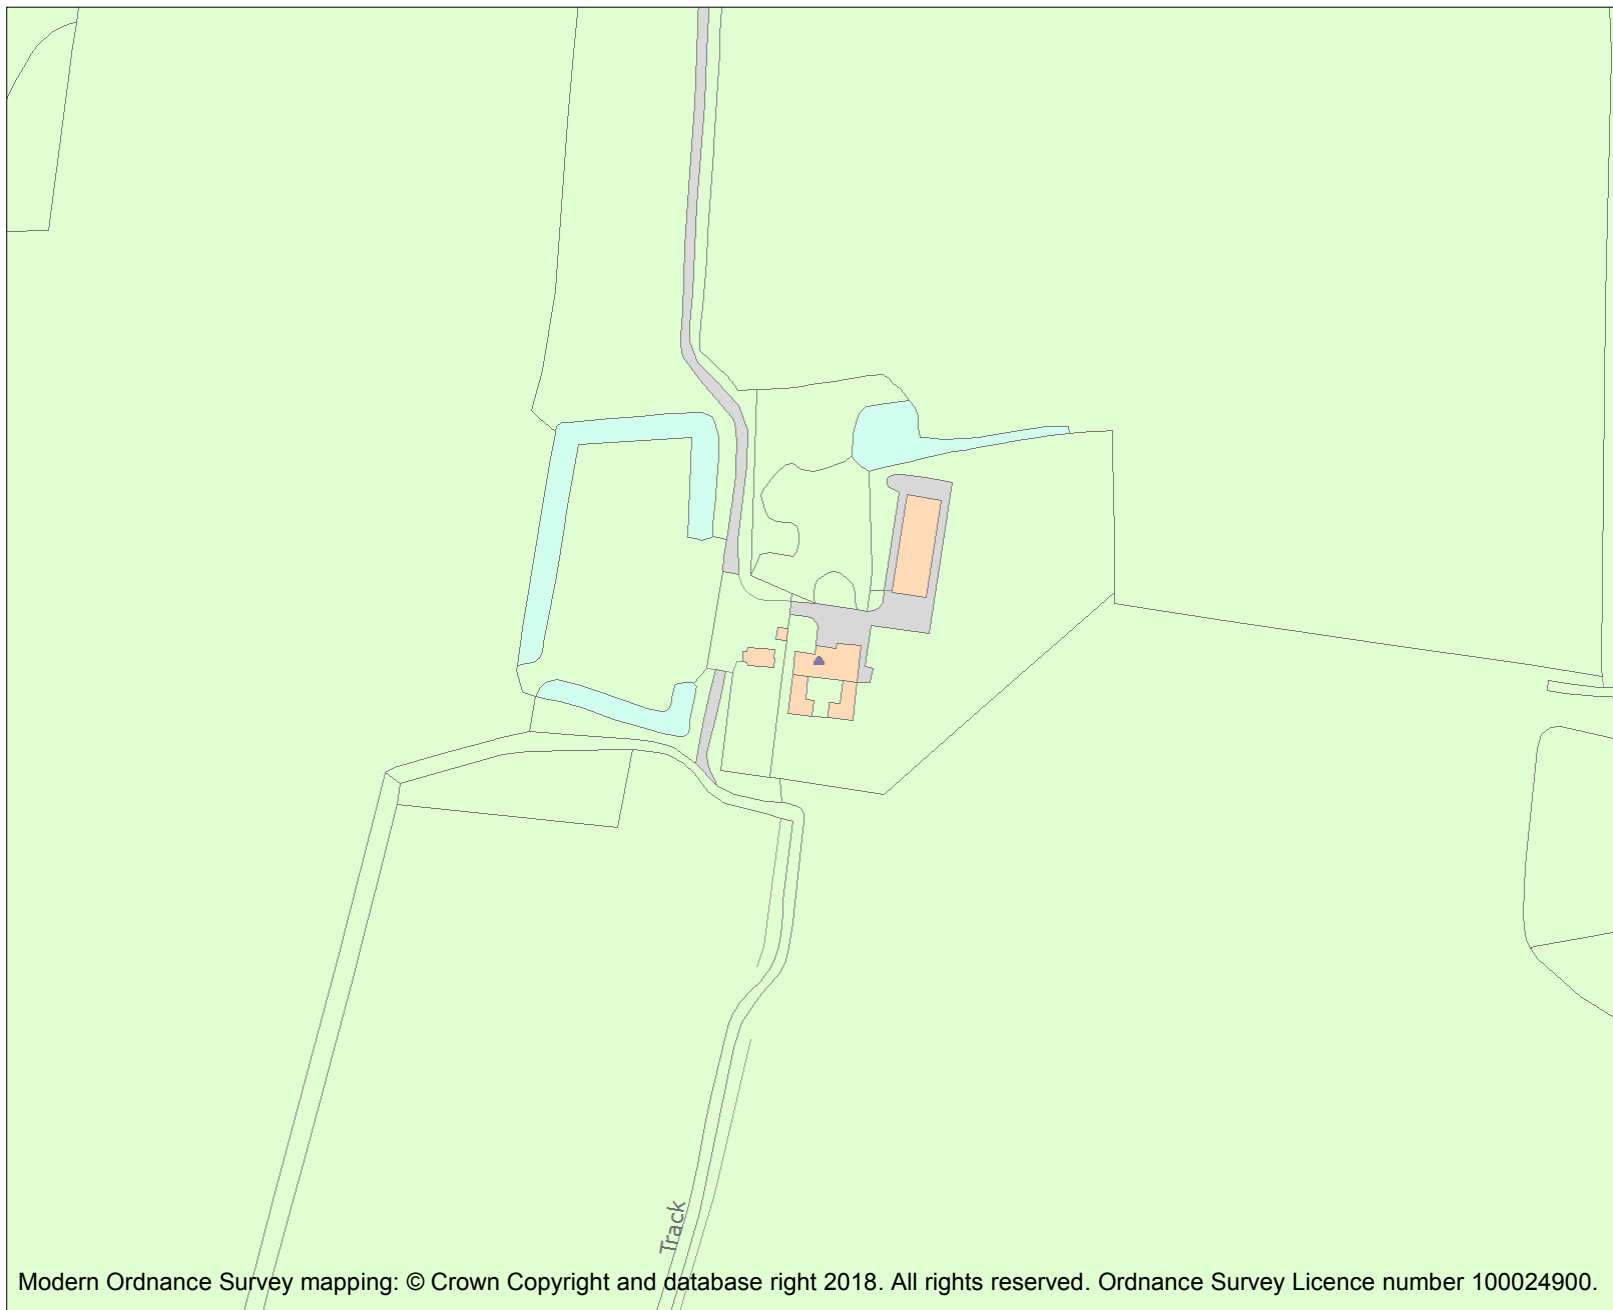 Track
Modern Ordnance Survey mapping: © Crown Copyright and database right 2018. All rights reserved. Ordnance Survey Licence number 100024900.